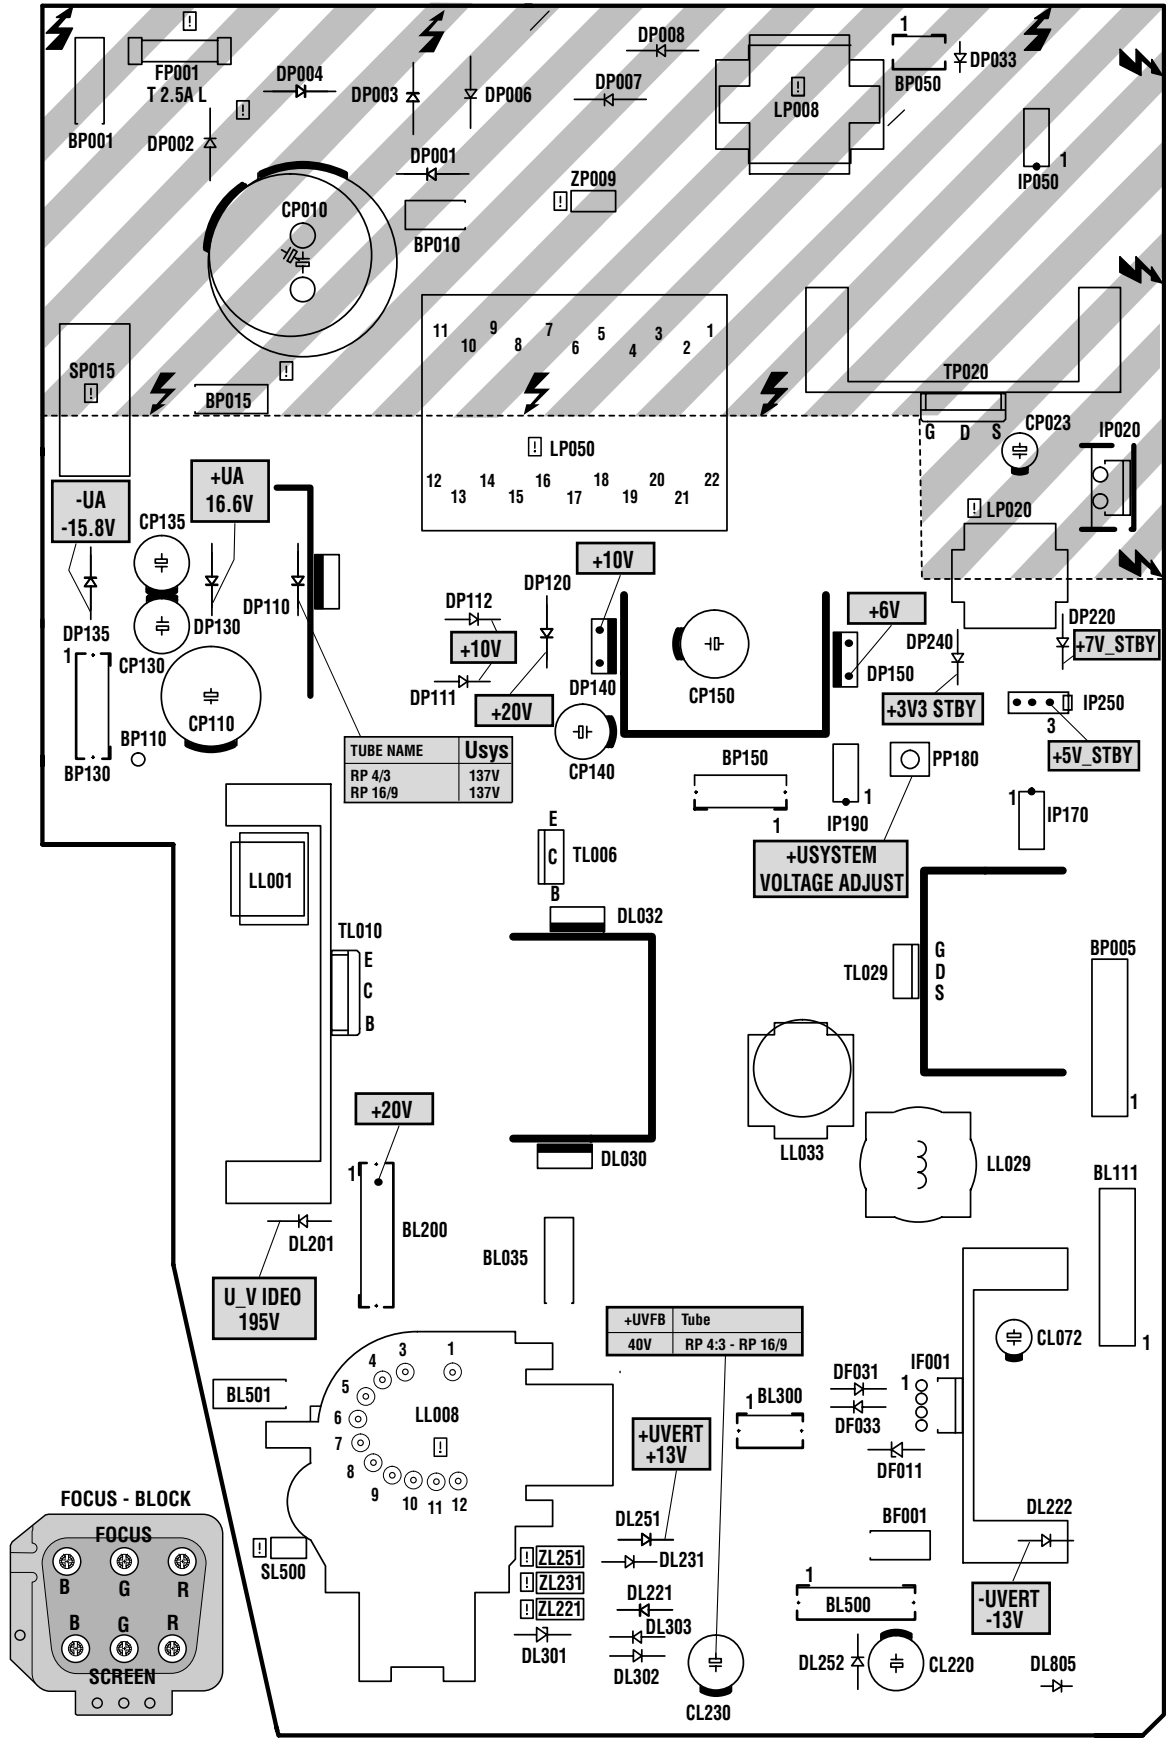 !
1
DP008
DP033
FP001
T 2.5A L
DP004
DP003
DP006
DP007
BP050
!
LP008
!
BP001
DP002
DP001
ZP009
!
1
IP050
CP010
BP010
11
10
9
8
7
6
5
4
3
2
1
SP015
!
!
BP015
TP020
G D S
CP023
IP020
! LP050
12
13
14
15
16
17
18
19
20
21
22
! LP020
-UA
-15.8V
+UA
16.6V
CP135
DP135
CP130
DP130
DP110
DP112
+10V
DP111
DP120
+20V
+10V
DP140
CP140
CP150
+6V
DP150
DP240
+3V3 STBY
DP220
+7V_STBY
IP250
3
+5V_STBY
1
BP130
BP110
CP110
TUBE NAME Usys
RP 4/3 137V
RP 16/9 137V
BP150
1
1
IP190
PP180
1
IP170
+USYSTEM
VOLTAGE ADJUST
E
C
B
TL006
LL001
DL032
TL010
E
C
B
TL029
G
D
S
BP005
1
+20V
1
BL200
DL030
LL033
LL029
BL111
1
DL201
U_V IDEO
195V
BL035
+UVFB Tube
40V RP 4:3 - RP 16/9
CL072
BL501
1
3
4
5
6
7
8
9
10
11
12
LL008
!
+UVERT
+13V
1
BL300
DF031
DF033
IF001
1
DF011
FOCUS - BLOCK
FOCUS
B G R
B G R
SCREEN
!
SL500
! ZL251
! ZL231
! ZL221
DL301
DL251
DL231
DL221
DL303
DL302
CL230
BF001
1
BL500
DL252
CL220
DL222
-UVERT
-13V
DL805